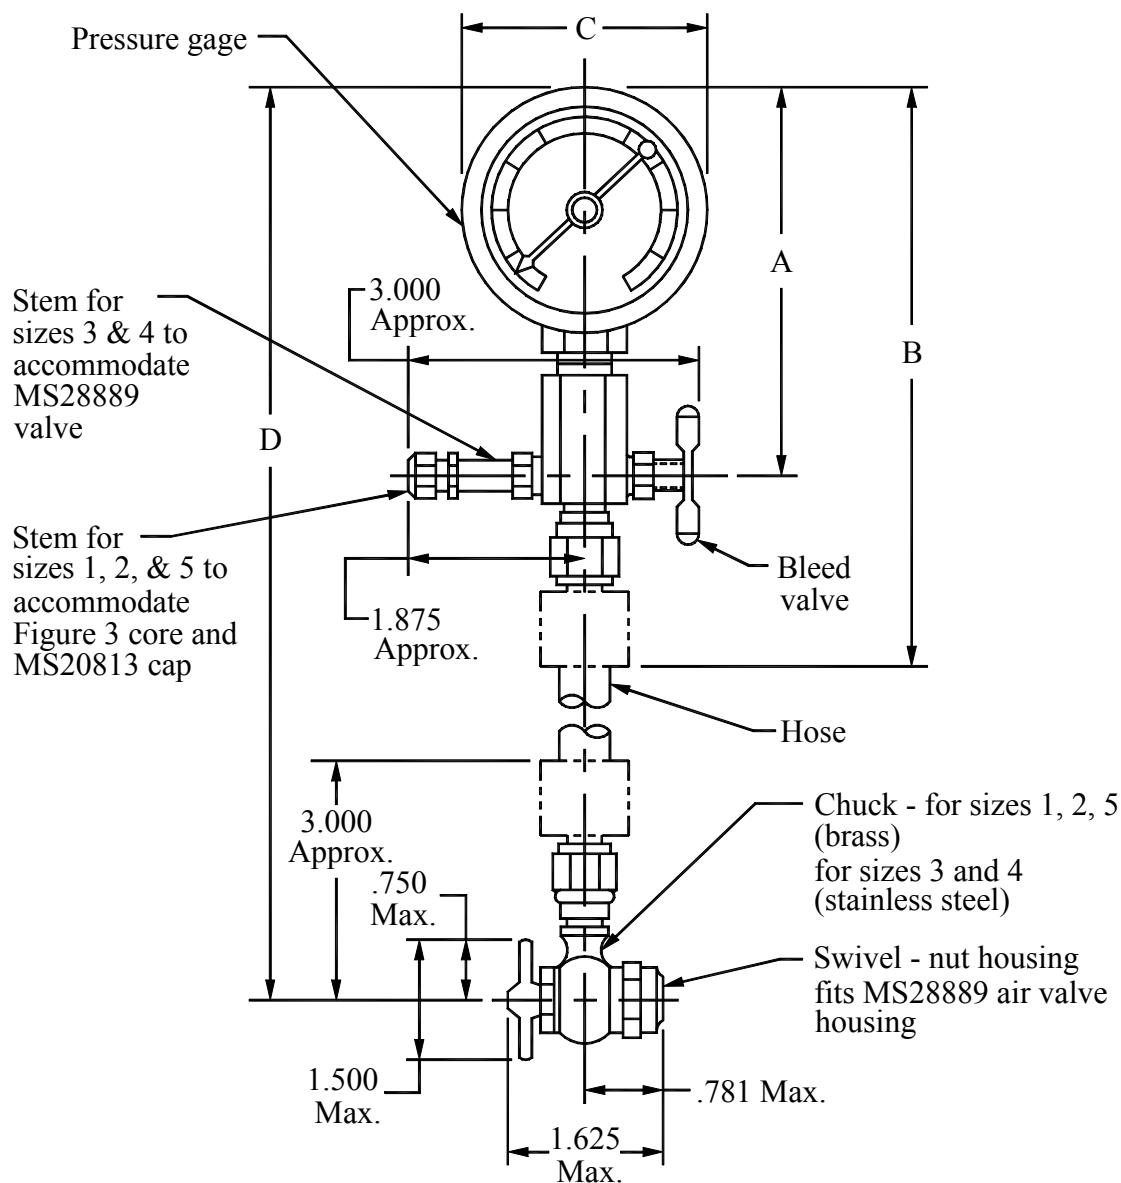 C
Pressure gage
A
3.000
Approx.
Stem for
sizes 3 & 4 to
accommodate
MS28889
valve
B
D
Stem for
sizes 1, 2, & 5 to
accommodate
Figure 3 core and
MS20813 cap
Bleed
valve
1.875
Approx.
Hose
3.000
Approx.
Chuck - for sizes 1, 2, 5
(brass)
for sizes 3 and 4
(stainless steel)
.750
Max.
Swivel - nut housing
fits MS28889 air valve
housing
1.500
Max.
.781 Max.
1.625
Max.